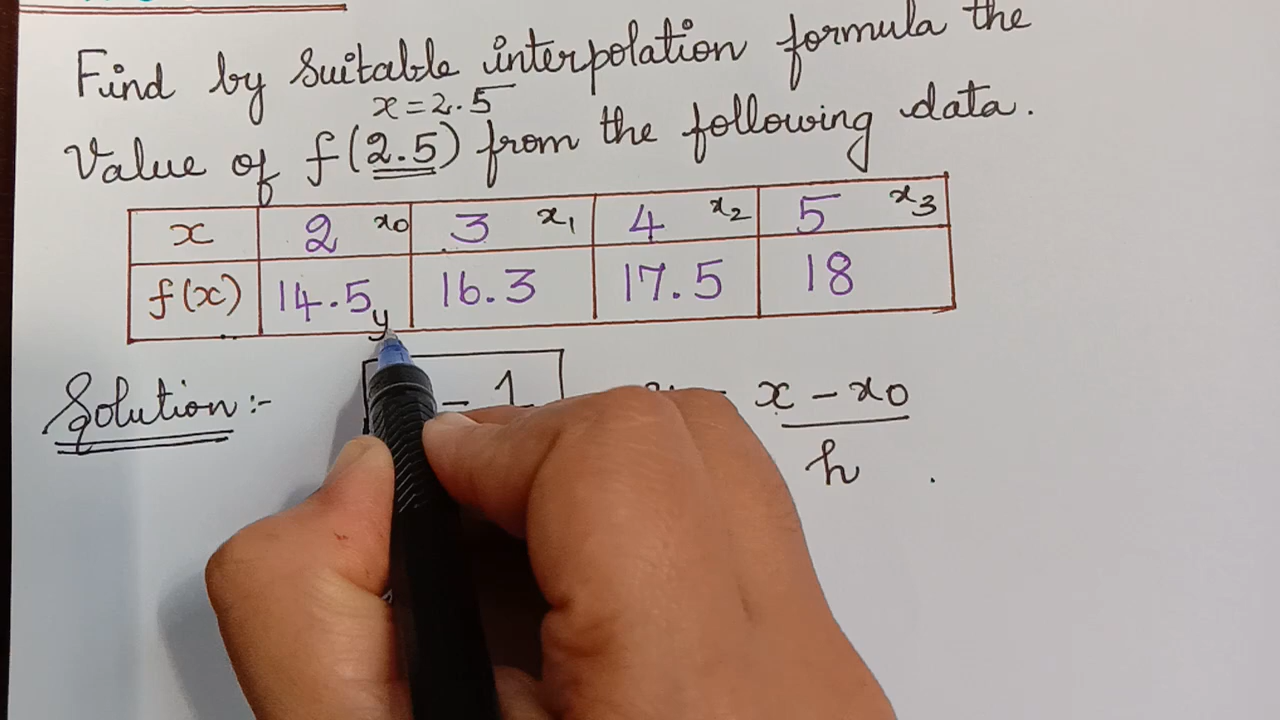 Find by suitable interpolation formula the
x = 2.5
Value of f(2.5) from the following data.
x 2 x0 3 x1 4 x2 5 x3
f(x) 14.5 y 16.3 17.5 18
Solution :- - 1 x - x0
h .